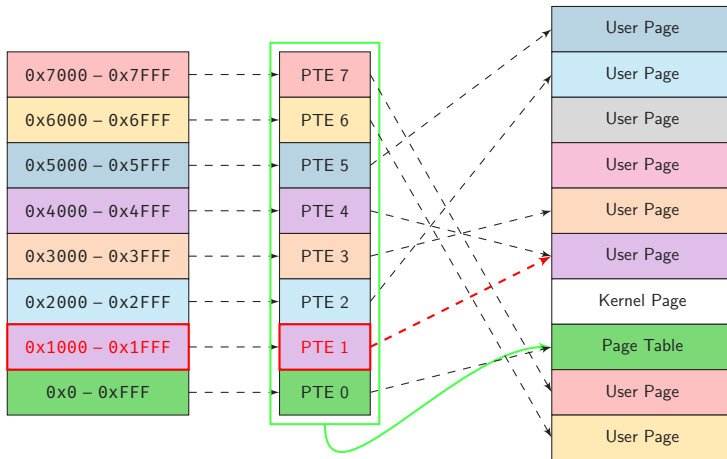 0x7000 – 0x7FFF
0x6000 – 0x6FFF
0x5000 – 0x5FFF
0x4000 – 0x4FFF
0x3000 – 0x3FFF
0x2000 – 0x2FFF
0x1000 – 0x1FFF
0x0 – 0xFFF
PTE 7
PTE 6
PTE 5
PTE 4
PTE 3
PTE 2
PTE 1
PTE 0
User Page
User Page
User Page
User Page
User Page
User Page
Kernel Page
Page Table
User Page
User Page